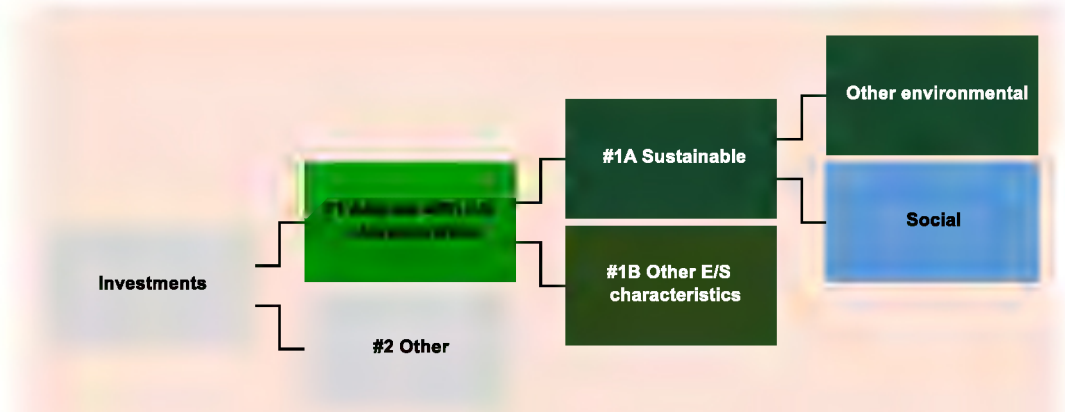 Other environmental
#1A Sustainable
Social
#1B Other E/S
characteristics
Investments
#2 Other